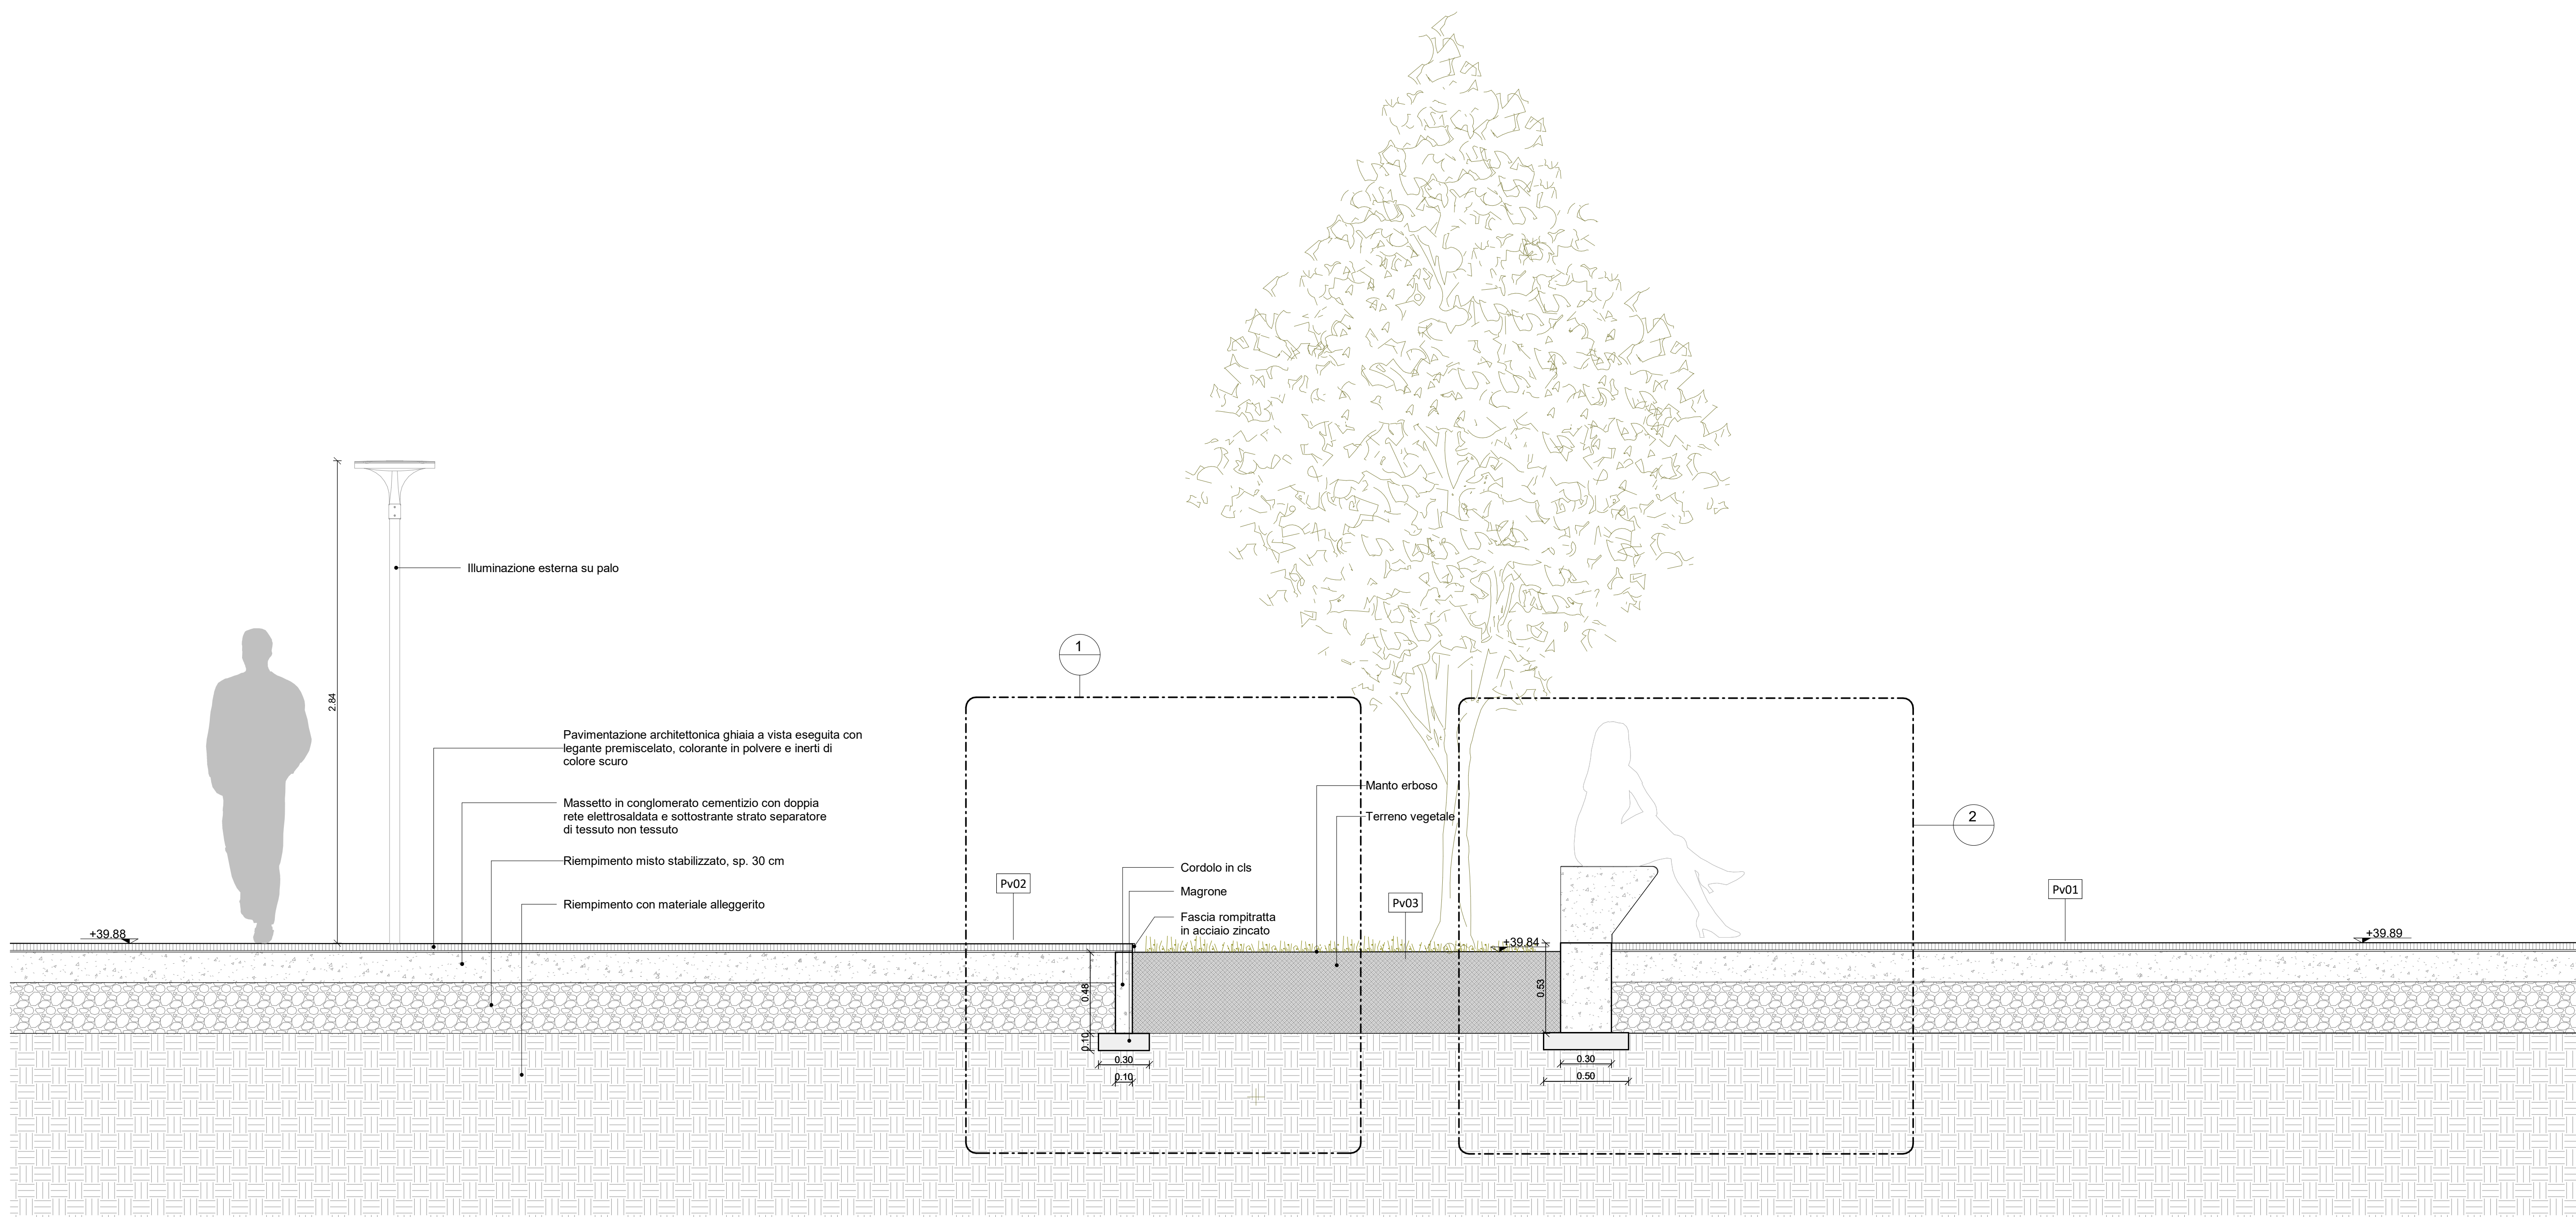 2.84
Illuminazione esterna su palo
1
Pavimentazione architettonica ghiaia a vista eseguita con
legante premiscelato, colorante in polvere e inerti di
colore scuro
Massetto in conglomerato cementizio con doppia
rete elettrosaldata e sottostrante strato separatore
di tessuto non tessuto
Riempimento misto stabilizzato, sp. 30 cm
Riempimento con materiale alleggerito
Manto erboso
Terreno vegetale
2
Cordolo in cls
Magrone
Fascia rompitratta
in acciaio zincato
Pv02
Pv03
Pv01
+39.88
+39.84
+39.89
0.48
0.10
0.30
0.10
0.53
0.30
0.50